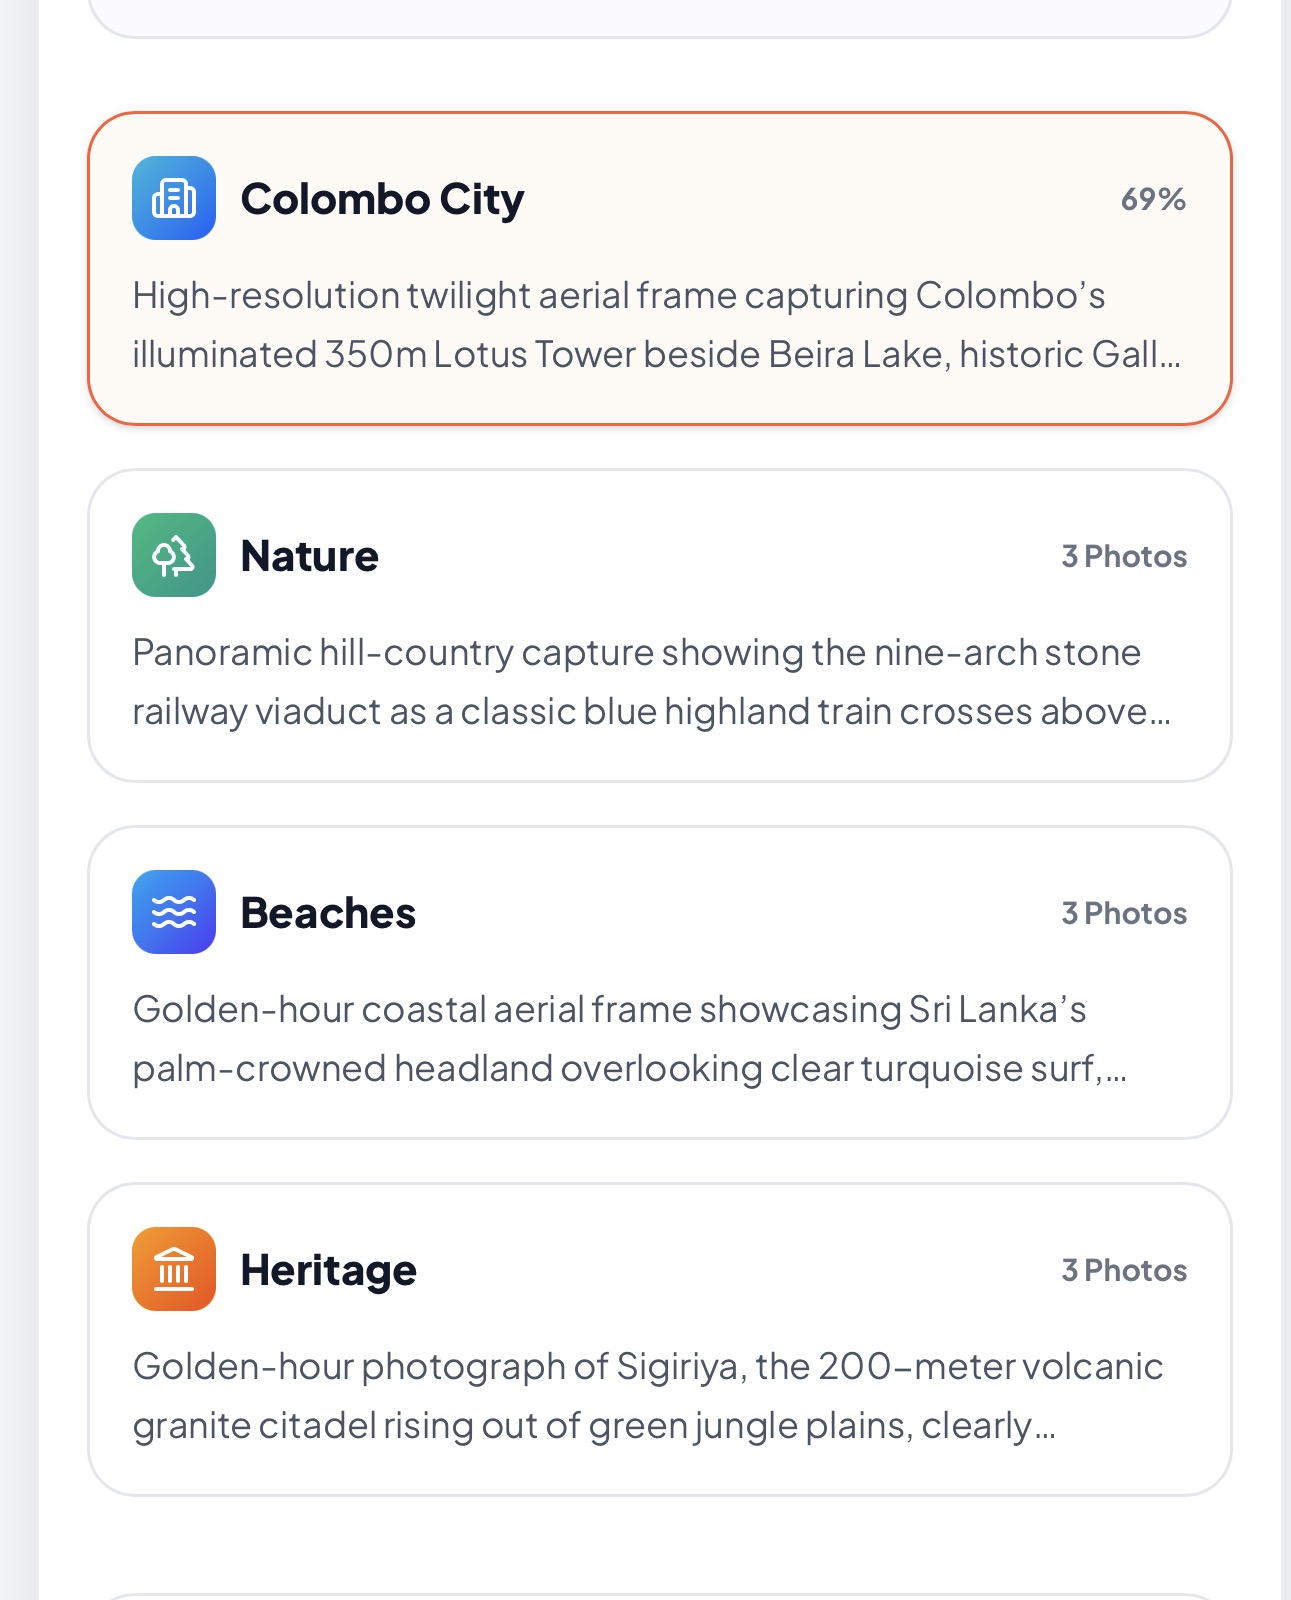 Colombo City
69%
High-resolution twilight aerial frame capturing Colombo’s
illuminated 350m Lotus Tower beside Beira Lake, historic Gall...
Nature
3 Photos
Panoramic hill-country capture showing the nine-arch stone
railway viaduct as a classic blue highland train crosses above...
Beaches
3 Photos
Golden-hour coastal aerial frame showcasing Sri Lanka’s
palm-crowned headland overlooking clear turquoise surf,...
Heritage
3 Photos
Golden-hour photograph of Sigiriya, the 200–meter volcanic
granite citadel rising out of green jungle plains, clearly...